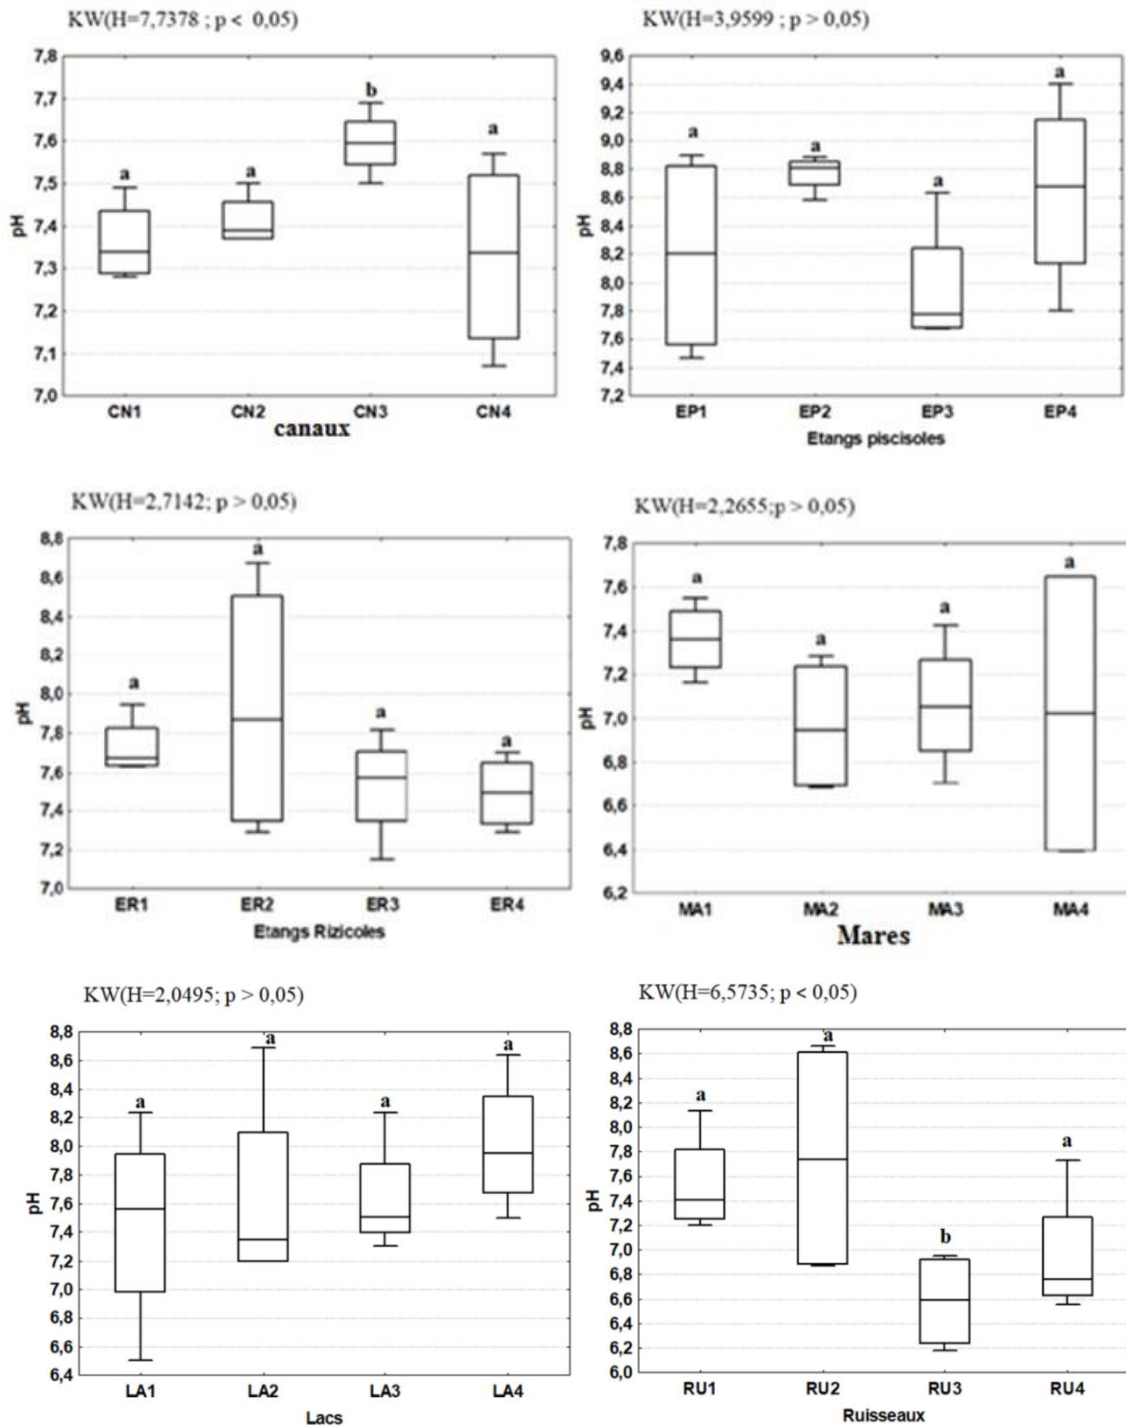 KW(H=7,7378 ; p < 0,05)
7,8
7,7
7,6
7,5
7,4
7,3
7,2
7,1
7,0
pH
a
a
b
a
CN1 CN2 CN3 CN4
canaux
KW(H=3,9599 ; p > 0,05)
9,6
9,4
9,2
9,0
8,8
8,6
8,4
8,2
8,0
7,8
7,6
7,4
7,2
pH
a
a
a
a
EP1 EP2 EP3 EP4
Etangs piscisoles
KW(H=2,7142; p > 0,05)
8,8
8,6
8,4
8,2
8,0
7,8
7,6
7,4
7,2
7,0
pH
a
a
a
a
ER1 ER2 ER3 ER4
Etangs Rizicoles
KW(H=2,2655;p > 0,05)
7,8
7,6
7,4
7,2
7,0
6,8
6,6
6,4
6,2
pH
a
a
a
a
MA1 MA2 MA3 MA4
Mares
KW(H=2,0495; p > 0,05)
8,8
8,6
8,4
8,2
8,0
7,8
7,6
7,4
7,2
7,0
6,8
6,6
6,4
pH
a
a
a
a
LA1 LA2 LA3 LA4
Lacs
KW(H=6,5735; p < 0,05)
8,8
8,6
8,4
8,2
8,0
7,8
7,6
7,4
7,2
7,0
6,8
6,6
6,4
6,2
6,0
pH
a
a
b
a
RU1 RU2 RU3 RU4
Ruisseaux